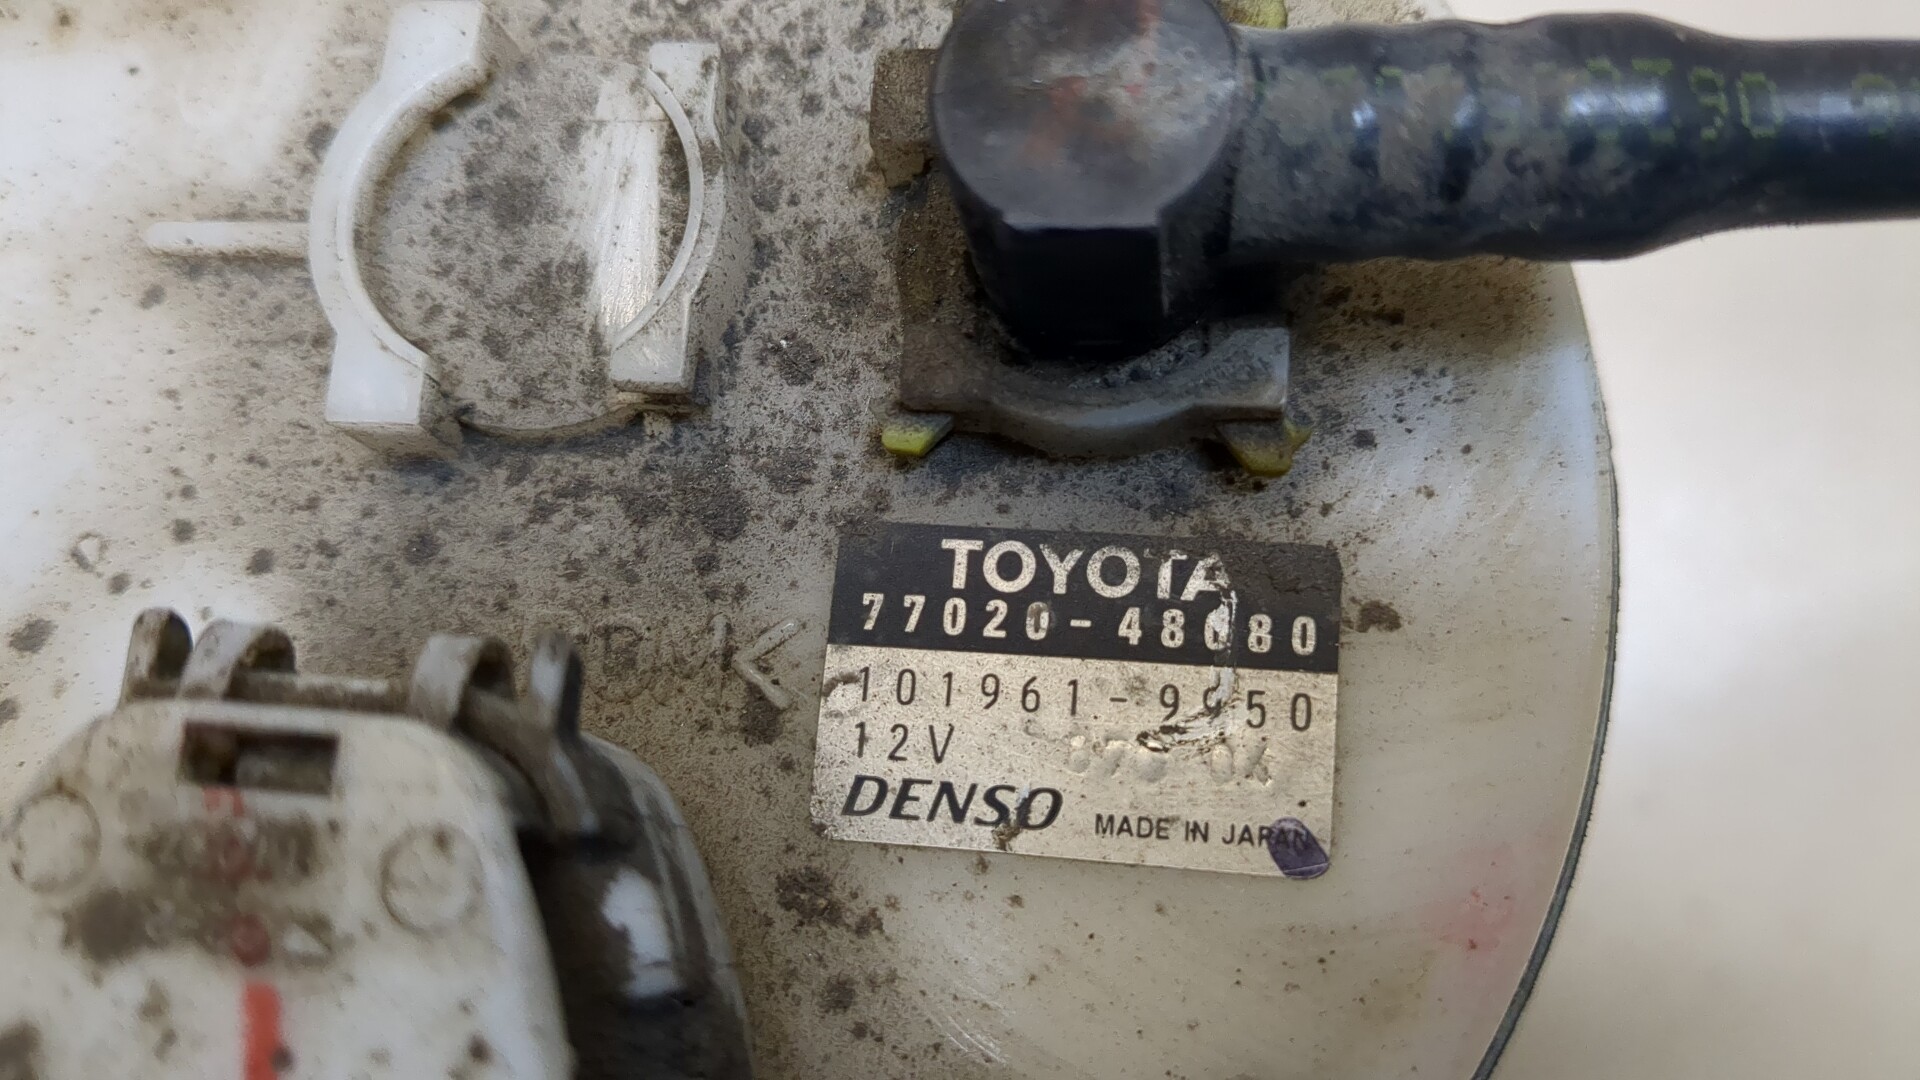 TOYOTA
77020-48080
101961-9950
12V
DENSO MADE IN JAPAN